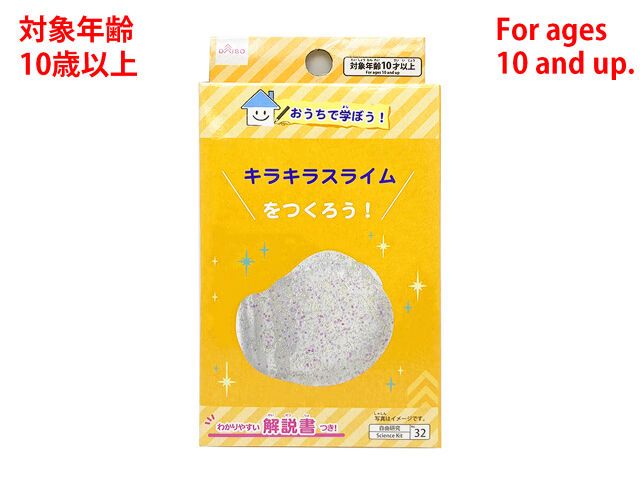 対象年齢
10歳以上
For ages
10 and up.
DAISO
対象年齢10才以上
For ages 10 and up
おうちで学ぼう！
キラキラスライム
をつくろう！
わかりやすい 解説書 つき！
写真はイメージです。
自由研究
Science Kit
No. 32